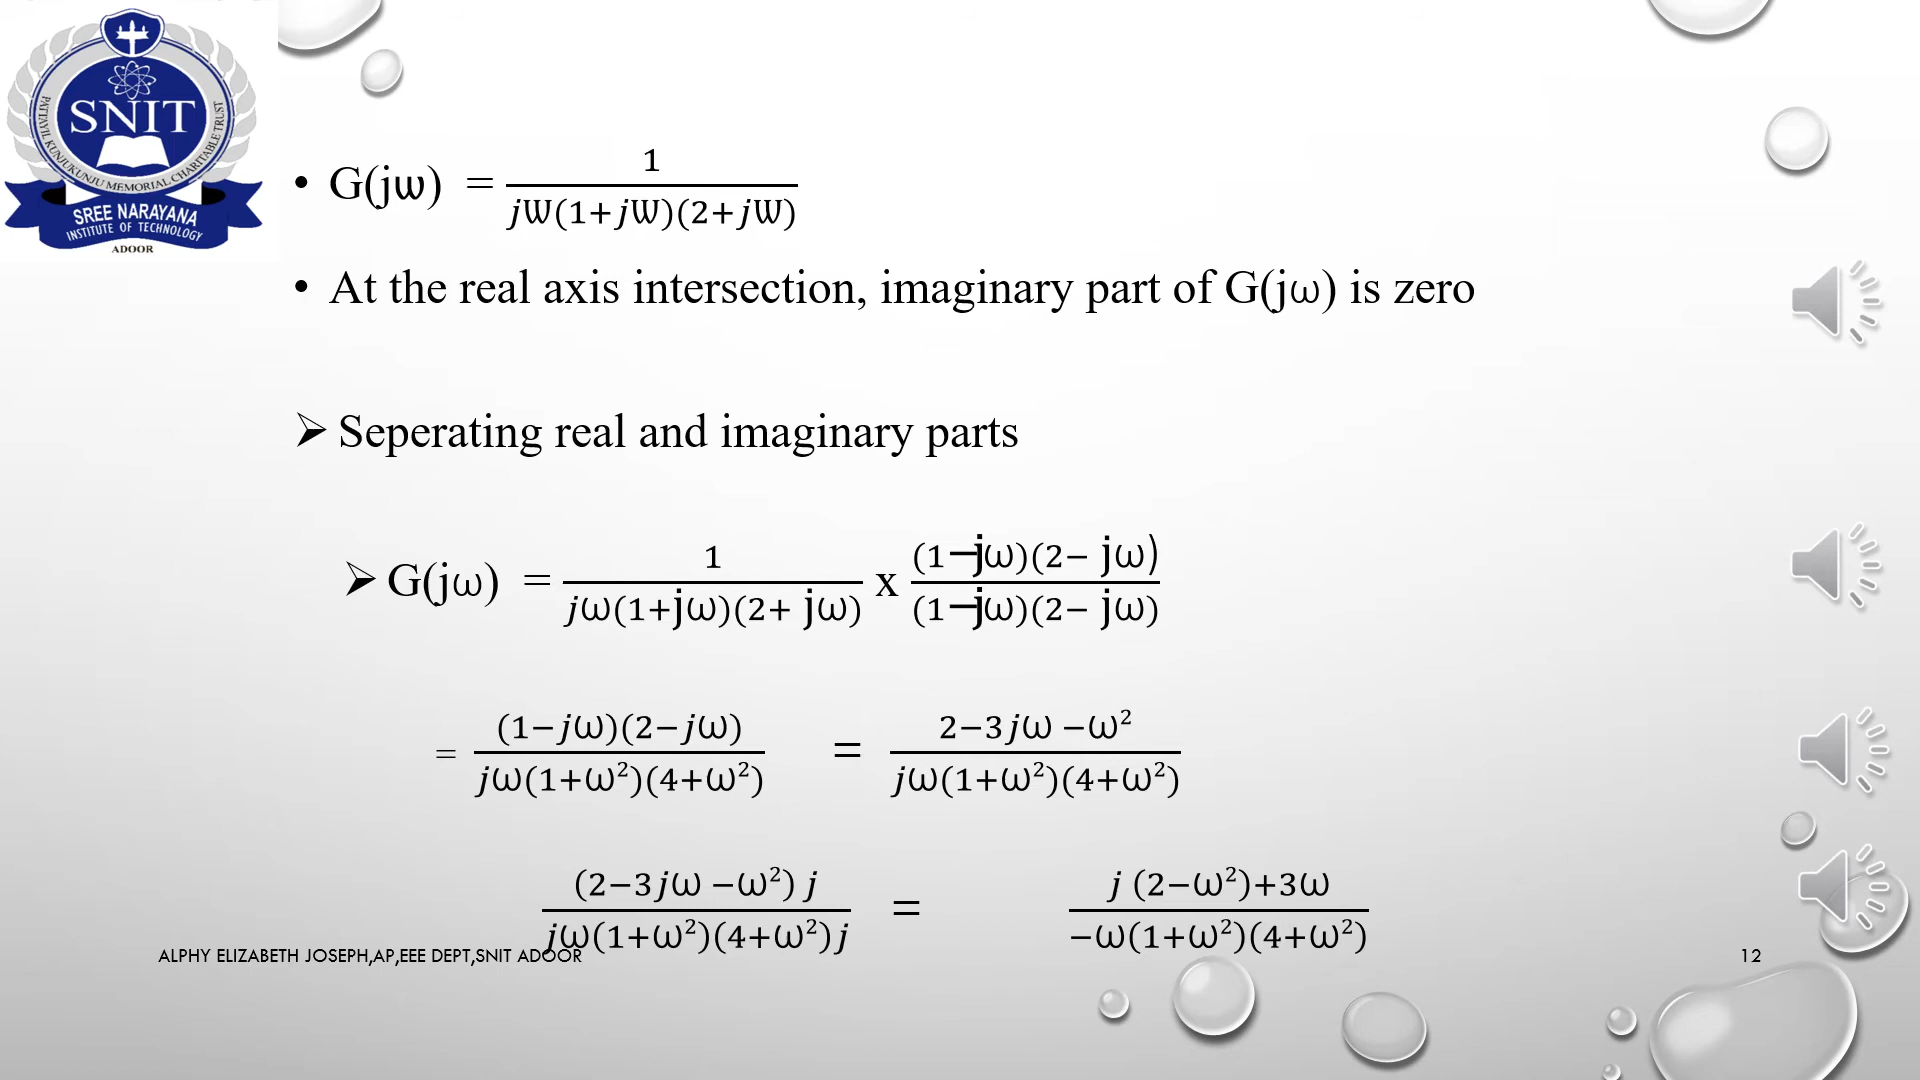 PATTAYIL KUNJUKUNJU MEMORIAL CHARITABLE TRUST
SNIT
SREE NARAYANA
INSTITUTE OF TECHNOLOGY
ADOOR
• G(jω) = 1/(jW(1+jW)(2+jW))
• At the real axis intersection, imaginary part of G(jω) is zero
➢ Seperating real and imaginary parts
➢ G(jω) = 1/(jω(1+jω)(2+ jω)) x ((1−jω)(2− jω))/((1−jω)(2− jω))
= ((1−jω)(2−jω))/(jω(1+ω²)(4+ω²)) = (2−3jω −ω²)/(jω(1+ω²)(4+ω²))
((2−3jω −ω²) j)/(jω(1+ω²)(4+ω²)j) = (j (2−ω²)+3ω)/(−ω(1+ω²)(4+ω²))
ALPHY ELIZABETH JOSEPH,AP,EEE DEPT,SNIT ADOOR
12